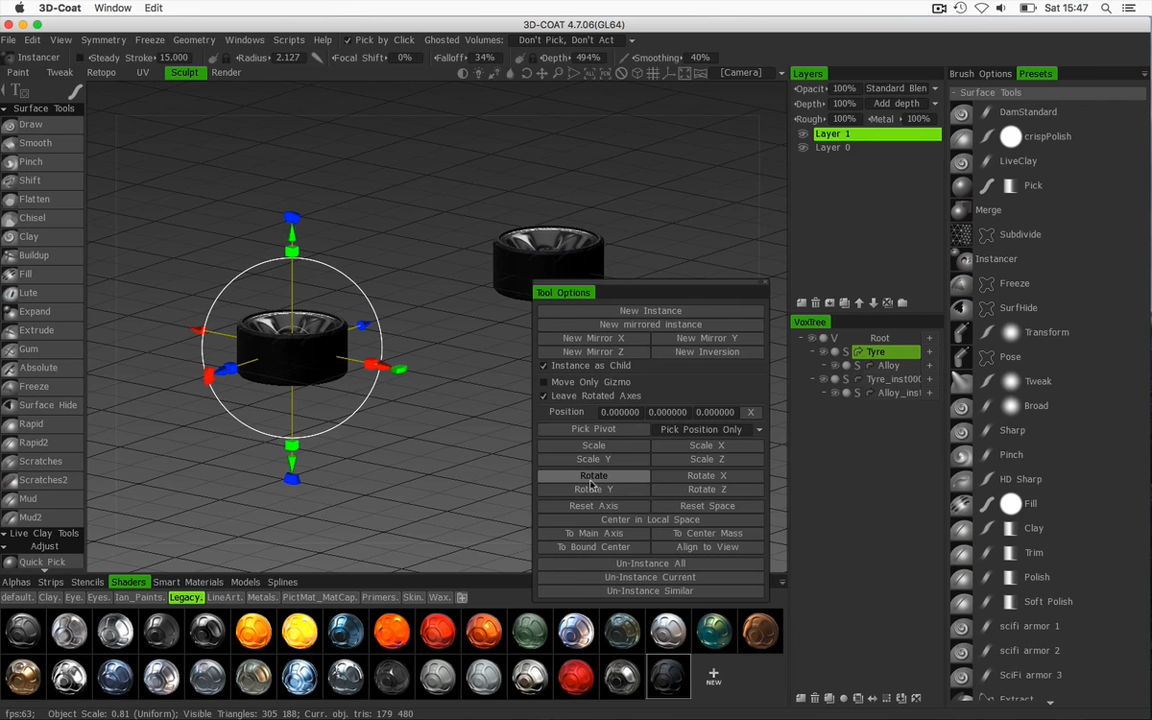 3D-Coat Window Edit Sat 15:47
3D-COAT 4.7.06(GL64)
File Edit View Symmetry Freeze Geometry Windows Scripts Help Pick by Click Ghosted Volumes: Don't Pick, Don't Act
Instancer Steady Stroke 15.000 Radius 2.127 Focal Shift 0% Falloff 34% Depth 494% Smoothing 40%
Paint Tweak Retopo UV Sculpt Render [Camera]
Surface Tools
Draw
Smooth
Pinch
Shift
Flatten
Chisel
Clay
Buildup
Fill
Lute
Expand
Extrude
Gum
Absolute
Freeze
Surface Hide
Rapid
Rapid2
Scratches
Scratches2
Mud
Mud2
Live Clay Tools
Adjust
Quick Pick
Tool Options
New Instance
New mirrored instance
New Mirror X New Mirror Y
New Mirror Z New Inversion
Instance as Child
Move Only Gizmo
Leave Rotated Axes
Position 0.000000 0.000000 0.000000 X
Pick Pivot Pick Position Only
Scale Scale X
Scale Y Scale Z
Rotate Rotate X
Rotate Y Rotate Z
Reset Axis Reset Space
Center in Local Space
To Main Axis To Center Mass
To Bound Center Align to View
Un-Instance All
Un-Instance Current
Un-Instance Similar
Layers
Opacit 100% Standard Blen
Depth 100% Add depth
Rough 100% Metal 100%
Layer 1
Layer 0
VoxTree
V Root
S Tyre
S Alloy
S Tyre_inst00(
S Alloy_inst
Brush Options Presets
Surface Tools
DamStandard
crispPolish
LiveClay
Pick
Merge
Subdivide
Instancer
Freeze
SurfHide
Transform
Pose
Tweak
Broad
Sharp
Pinch
HD Sharp
Fill
Clay
Trim
Polish
Soft Polish
scifi armor 1
scifi armor 2
SciFi armor 3
Extract
Alphas Strips Stencils Shaders Smart Materials Models Splines
default. Clay. Eye. Eyes. Ian_Paints. Legacy. LineArt. Metals. PictMat_MatCap. Primers. Skin. Wax.
NEW
fps:63; Object Scale: 0.81 (Uniform); Visible Triangles: 305 188; Curr. obj. tris: 179 480